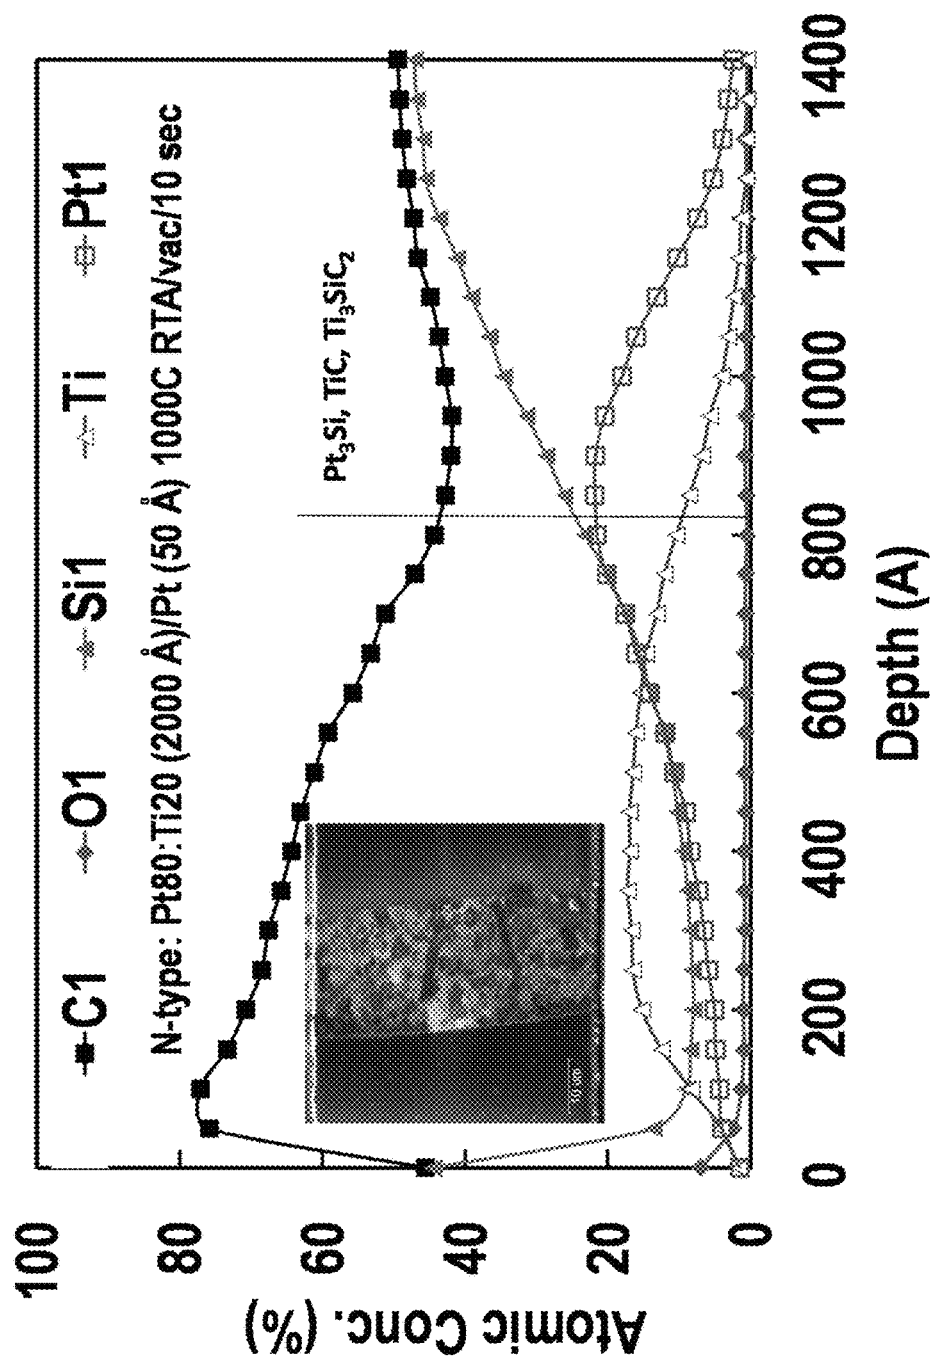 C1 O1 Si1 Ti Pt1
N-type: Pt80:Ti20 (2000 Å)/Pt (50 Å) 1000C RTA/vac/10 sec
Pt₃Si, TiC, Ti₃SiC₂
100
80
60
40
20
0
Atomic Conc. (%)
0 200 400 600 800 1000 1200 1400
Depth (A)